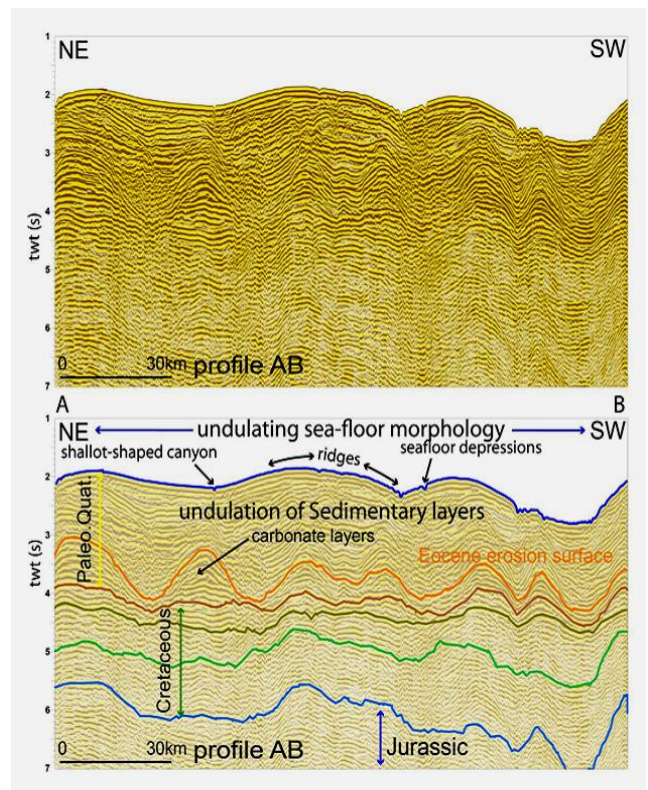 1
NE
SW
2
3
4
5
6
7
twt (s)
0 30km profile AB
A
B
1
NE
undulating sea-floor morphology
SW
shallot-shaped canyon
ridges
seafloor depressions
2
undulation of Sedimentary layers
carbonate layers
Paleo.Quat.
3
Eocene erosion surface
4
twt (s)
Cretaceous
5
6
Jurassic
0 30km profile AB
7